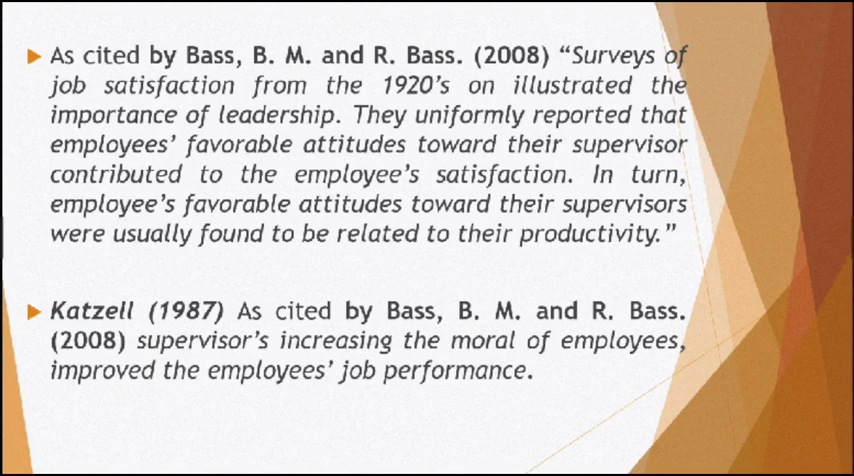 As cited by Bass, B. M. and R. Bass. (2008) “Surveys of
job satisfaction from the 1920’s on illustrated the
importance of leadership. They uniformly reported that
employees’ favorable attitudes toward their supervisor
contributed to the employee’s satisfaction. In turn,
employee’s favorable attitudes toward their supervisors
were usually found to be related to their productivity.”
Katzell (1987) As cited by Bass, B. M. and R. Bass.
(2008) supervisor’s increasing the moral of employees,
improved the employees’ job performance.